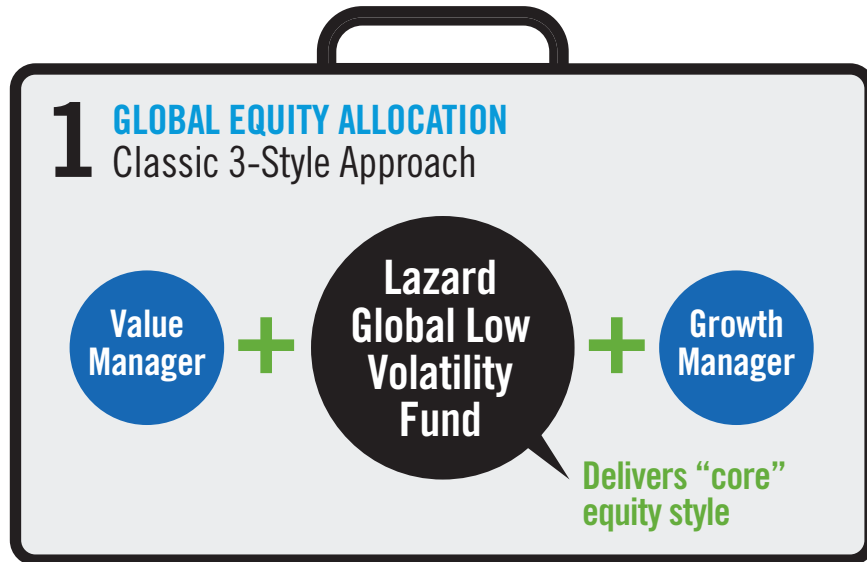 1
GLOBAL EQUITY ALLOCATION
Classic 3-Style Approach
Value
Manager
+
Lazard
Global Low
Volatility
Fund
+
Growth
Manager
Delivers “core”
equity style